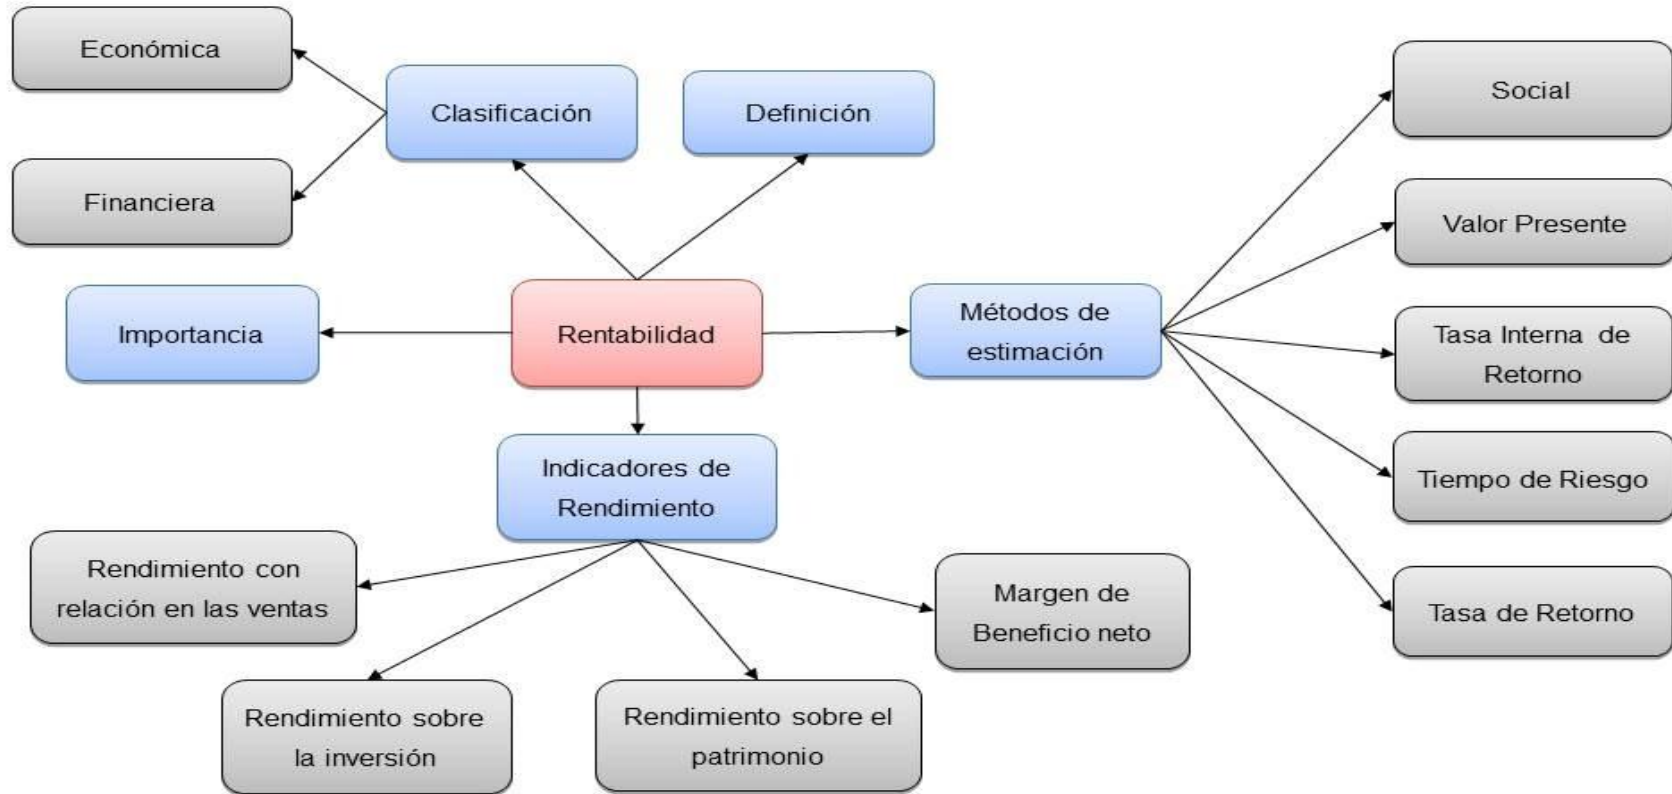 Económica
Clasificación
Definición
Social
Financiera
Valor Presente
Importancia
Rentabilidad
Métodos de
estimación
Tasa Interna de
Retorno
Indicadores de
Rendimiento
Tiempo de Riesgo
Rendimiento con
relación en las ventas
Margen de
Beneficio neto
Tasa de Retorno
Rendimiento sobre
la inversión
Rendimiento sobre el
patrimonio